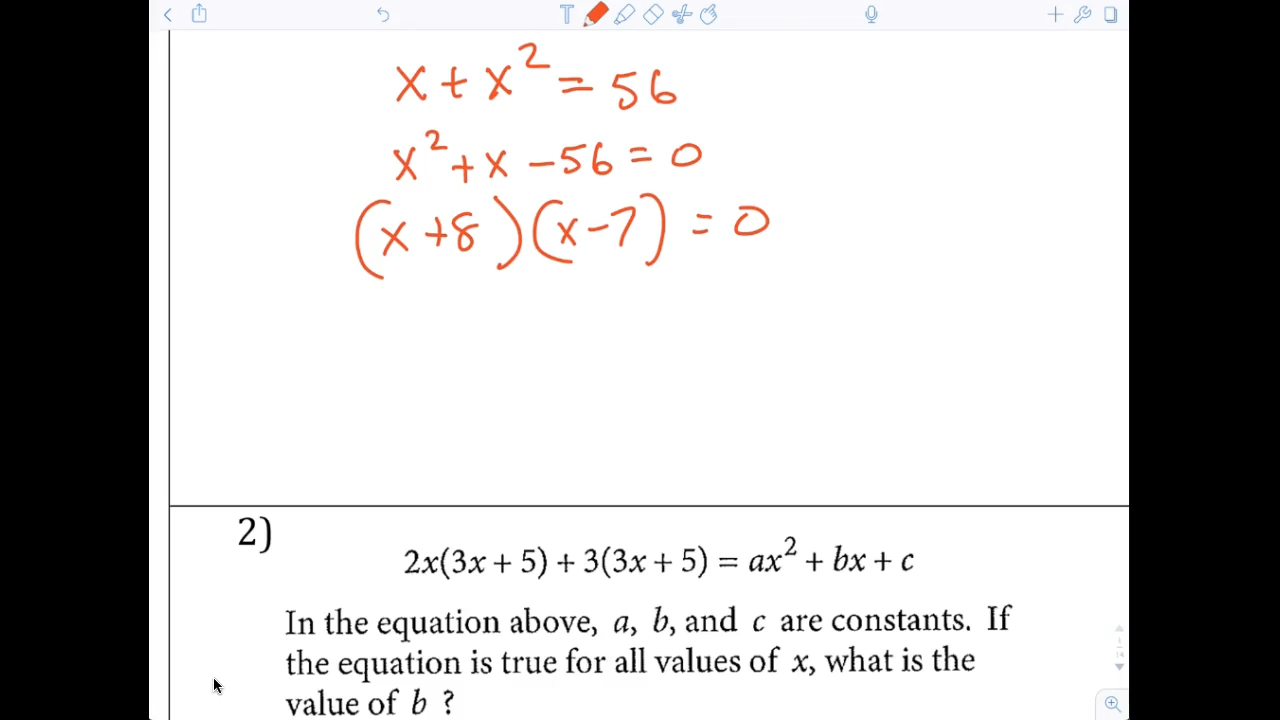 x + x² = 56
x² + x - 56 = 0
(x + 8)(x - 7) = 0
2)
2x(3x + 5) + 3(3x + 5) = ax² + bx + c
In the equation above, a, b, and c are constants. If
the equation is true for all values of x, what is the
value of b ?